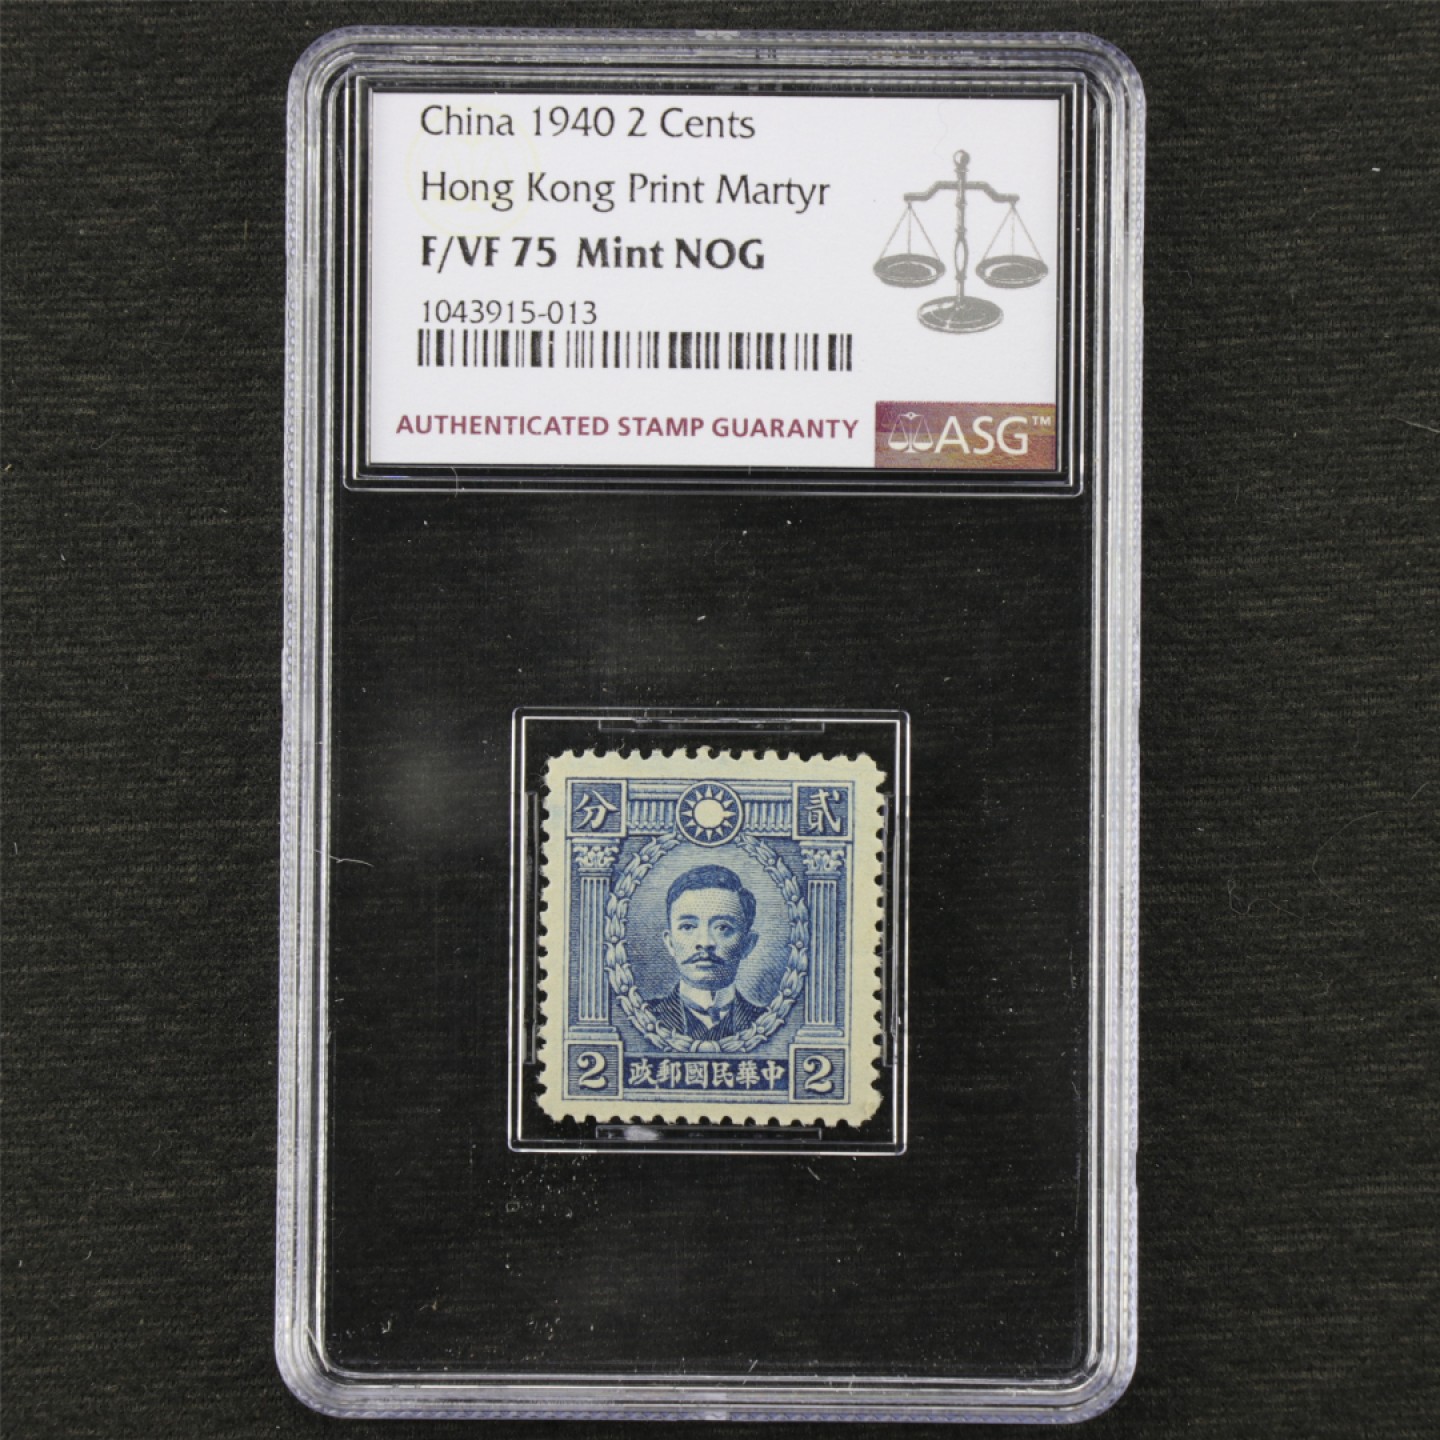 China 1940 2 Cents
Hong Kong Print Martyr
F/VF 75 Mint NOG
1043915-013
AUTHENTICATED STAMP GUARANTY
ASG™
分 貳
2 政郵國民華中 2